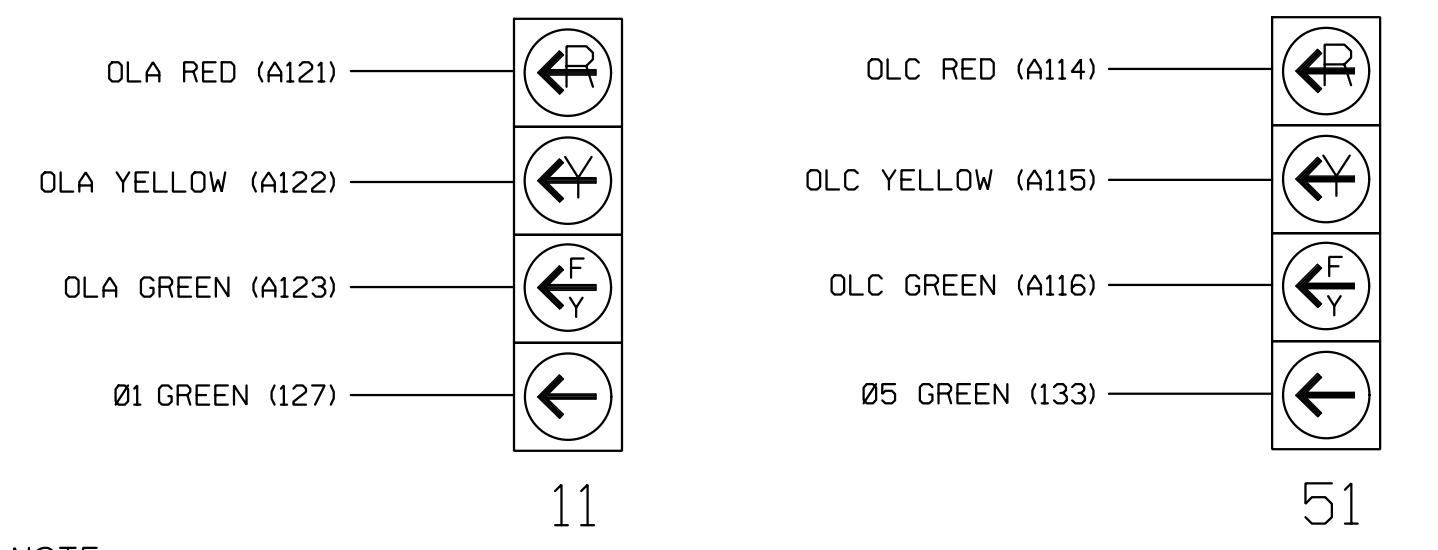 OLA RED (A121)
R
OLA YELLOW (A122)
Y
OLA GREEN (A123)
F
Y
Ø1 GREEN (127)
11
OLC RED (A114)
R
OLC YELLOW (A115)
Y
OLC GREEN (A116)
F
Y
Ø5 GREEN (133)
51
NOTE